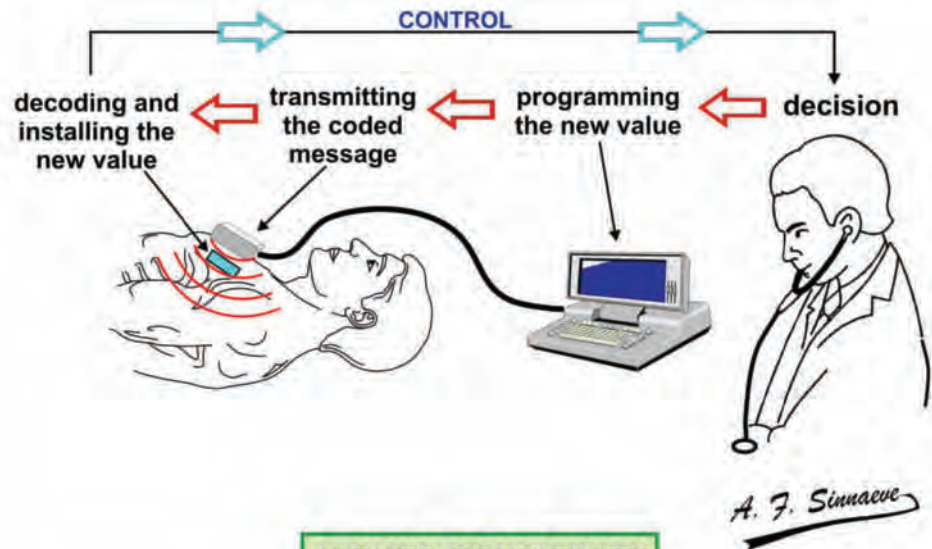 CONTROL
decoding and
installing the
new value
transmitting
the coded
message
programming
the new value
decision
A. F. Sinnaeve